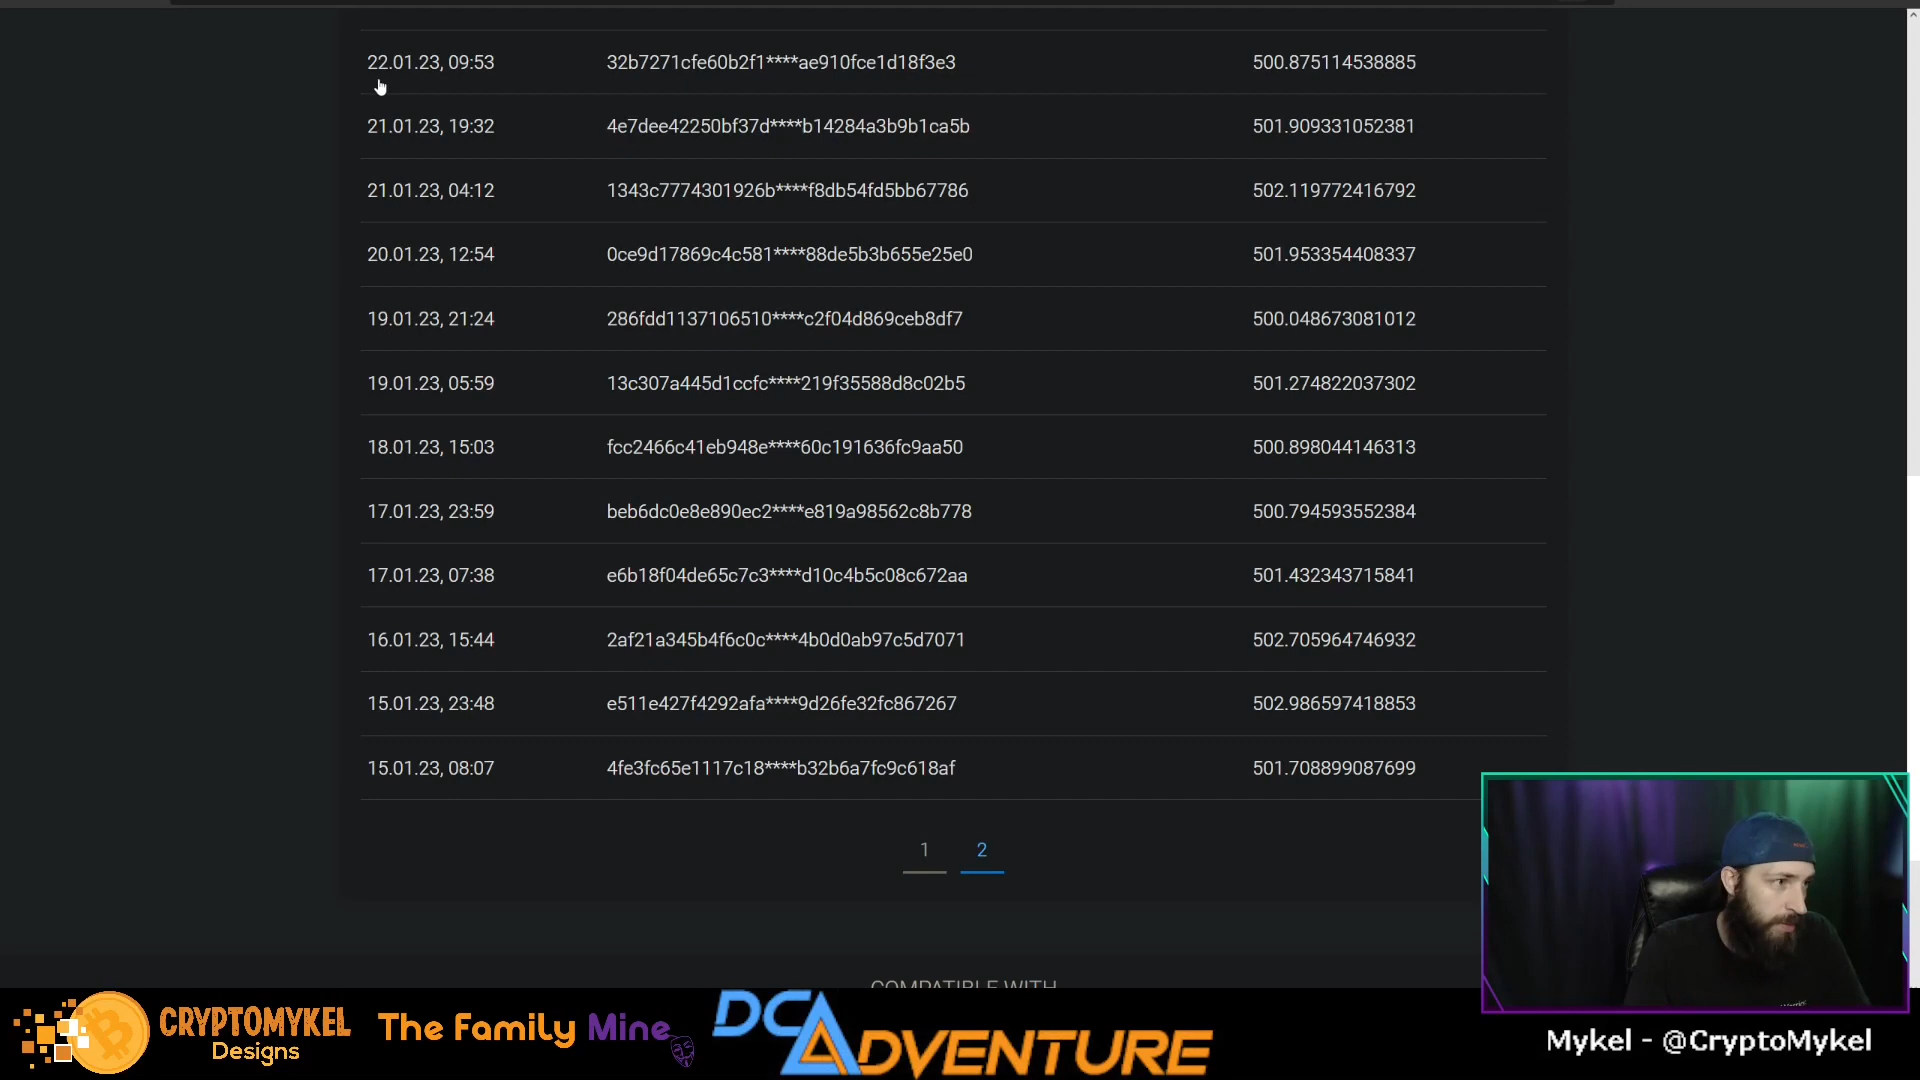 22.01.23, 09:53 32b7271cfe60b2f1****ae910fce1d18f3e3 500.875114538885
21.01.23, 19:32 4e7dee42250bf37d****b14284a3b9b1ca5b 501.909331052381
21.01.23, 04:12 1343c7774301926b****f8db54fd5bb67786 502.119772416792
20.01.23, 12:54 0ce9d17869c4c581****88de5b3b655e25e0 501.953354408337
19.01.23, 21:24 286fdd1137106510****c2f04d869ceb8df7 500.048673081012
19.01.23, 05:59 13c307a445d1ccfc****219f35588d8c02b5 501.274822037302
18.01.23, 15:03 fcc2466c41eb948e****60c191636fc9aa50 500.898044146313
17.01.23, 23:59 beb6dc0e8e890ec2****e819a98562c8b778 500.794593552384
17.01.23, 07:38 e6b18f04de65c7c3****d10c4b5c08c672aa 501.432343715841
16.01.23, 15:44 2af21a345b4f6c0c****4b0d0ab97c5d7071 502.705964746932
15.01.23, 23:48 e511e427f4292afa****9d26fe32fc867267 502.986597418853
15.01.23, 08:07 4fe3fc65e1117c18****b32b6a7fc9c618af 501.708899087699
1 2
COMPATIBLE WITH
CRYPTOMYKEL
Designs
The Family Mine
DCADVENTURE
Mykel - @CryptoMykel